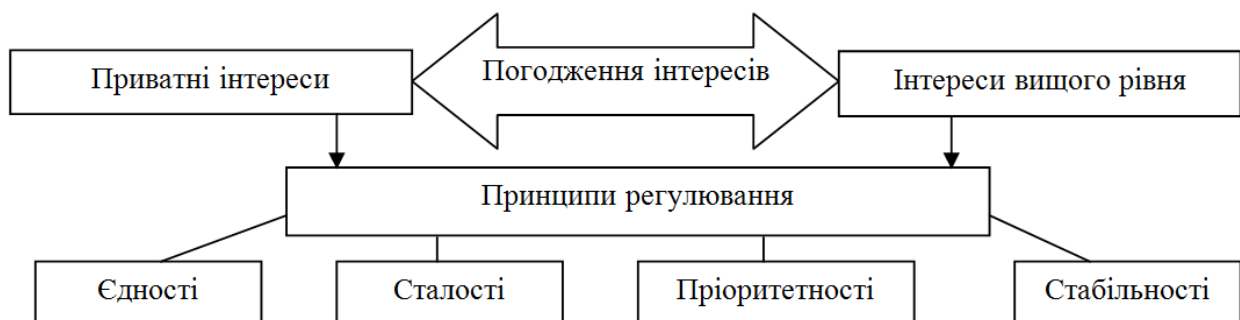 Приватні інтереси
Погодження інтересів
Інтереси вищого рівня
Принципи регулювання
Єдності
Сталості
Пріоритетності
Стабільності